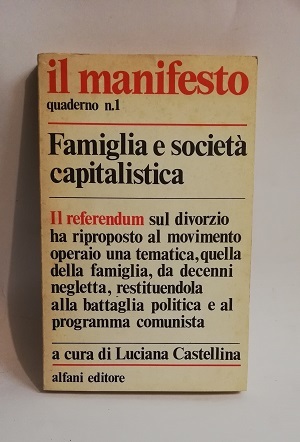 il manifesto
quaderno n.1
Famiglia e società
capitalistica
Il referendum sul divorzio
ha riproposto al movimento
operaio una tematica, quella
della famiglia, da decenni
negletta, restituendola
alla battaglia politica e al
programma comunista
a cura di Luciana Castellina
alfani editore